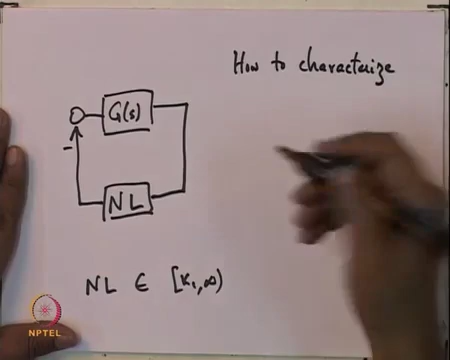 How to characterize
G(s)
-
NL
NL ∈ [K₁,∞)
NPTEL